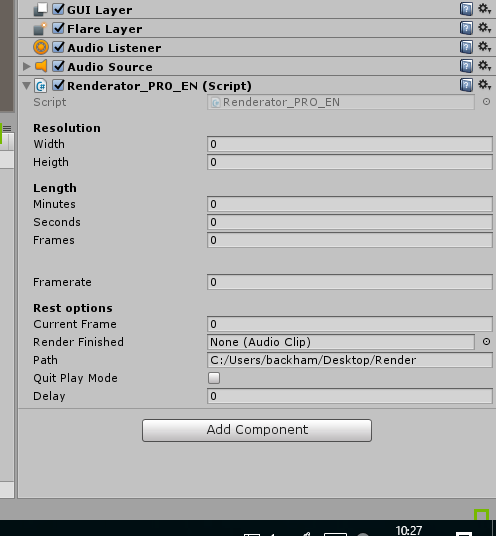 GUI Layer
Flare Layer
Audio Listener
Audio Source
Renderator_PRO_EN (Script)
Script Renderator_PRO_EN
Resolution
Width 0
Heigth 0
Length
Minutes 0
Seconds 0
Frames 0
Framerate 0
Rest options
Current Frame 0
Render Finished None (Audio Clip)
Path C:/Users/backham/Desktop/Render
Quit Play Mode
Delay 0
Add Component
10:27